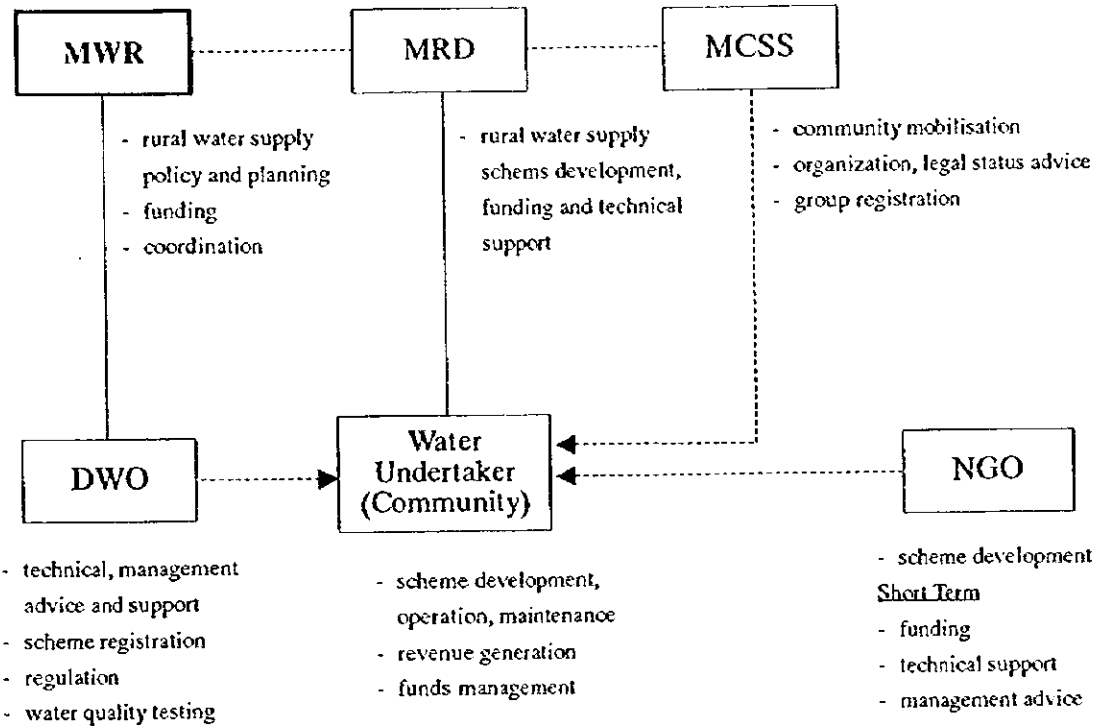 MWR
MRD
MCSS
- rural water supply
policy and planning
- funding
- coordination
- rural water supply
schems development,
funding and technical
support
- community mobilisation
- organization, legal status advice
- group registration
DWO
Water
Undertaker
(Community)
NGO
- technical, management
advice and support
- scheme registration
- regulation
- water quality testing
- scheme development,
operation, maintenance
- revenue generation
- funds management
- scheme development
Short Term
- funding
- technical support
- management advice